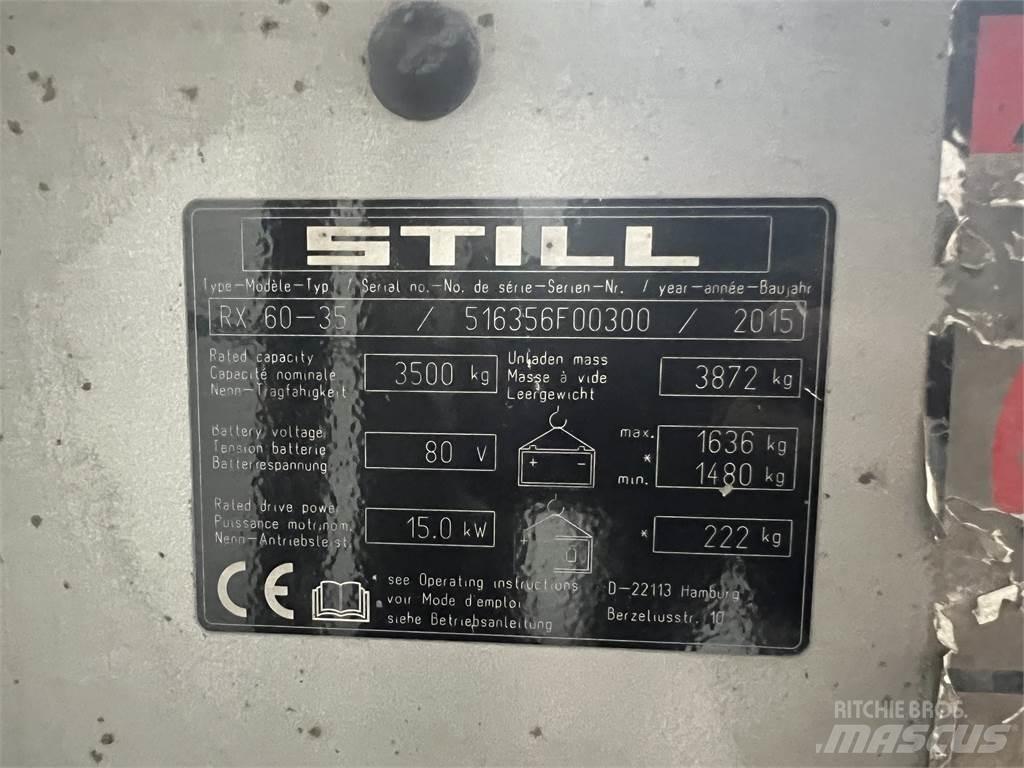 STILL
Type-Modèle-Typ / Serial no.-No. de série-Serien-Nr. / year-année-Baujahr
RX 60-35 / 516356F00300 / 2015
Rated capacity
Capacité nominale
Nenn-Tragfähigkeit
3500 kg
Unladen mass
Masse à vide
Leergewicht
3872 kg
Battery voltage
Tension batterie
Batteriespannung
80 V
+ -
max.
*
min.
1636 kg
1480 kg
Rated drive power
Puissance motr.nom.
Nenn-Antriebsleist.
15.0 kW
* 222 kg
CE
* see Operating instructions
voir Mode d'emploi
siehe Betriebsanleitung
D-22113 Hamburg
Berzeliusstr. 10
RITCHIE BROS.
MASCUS